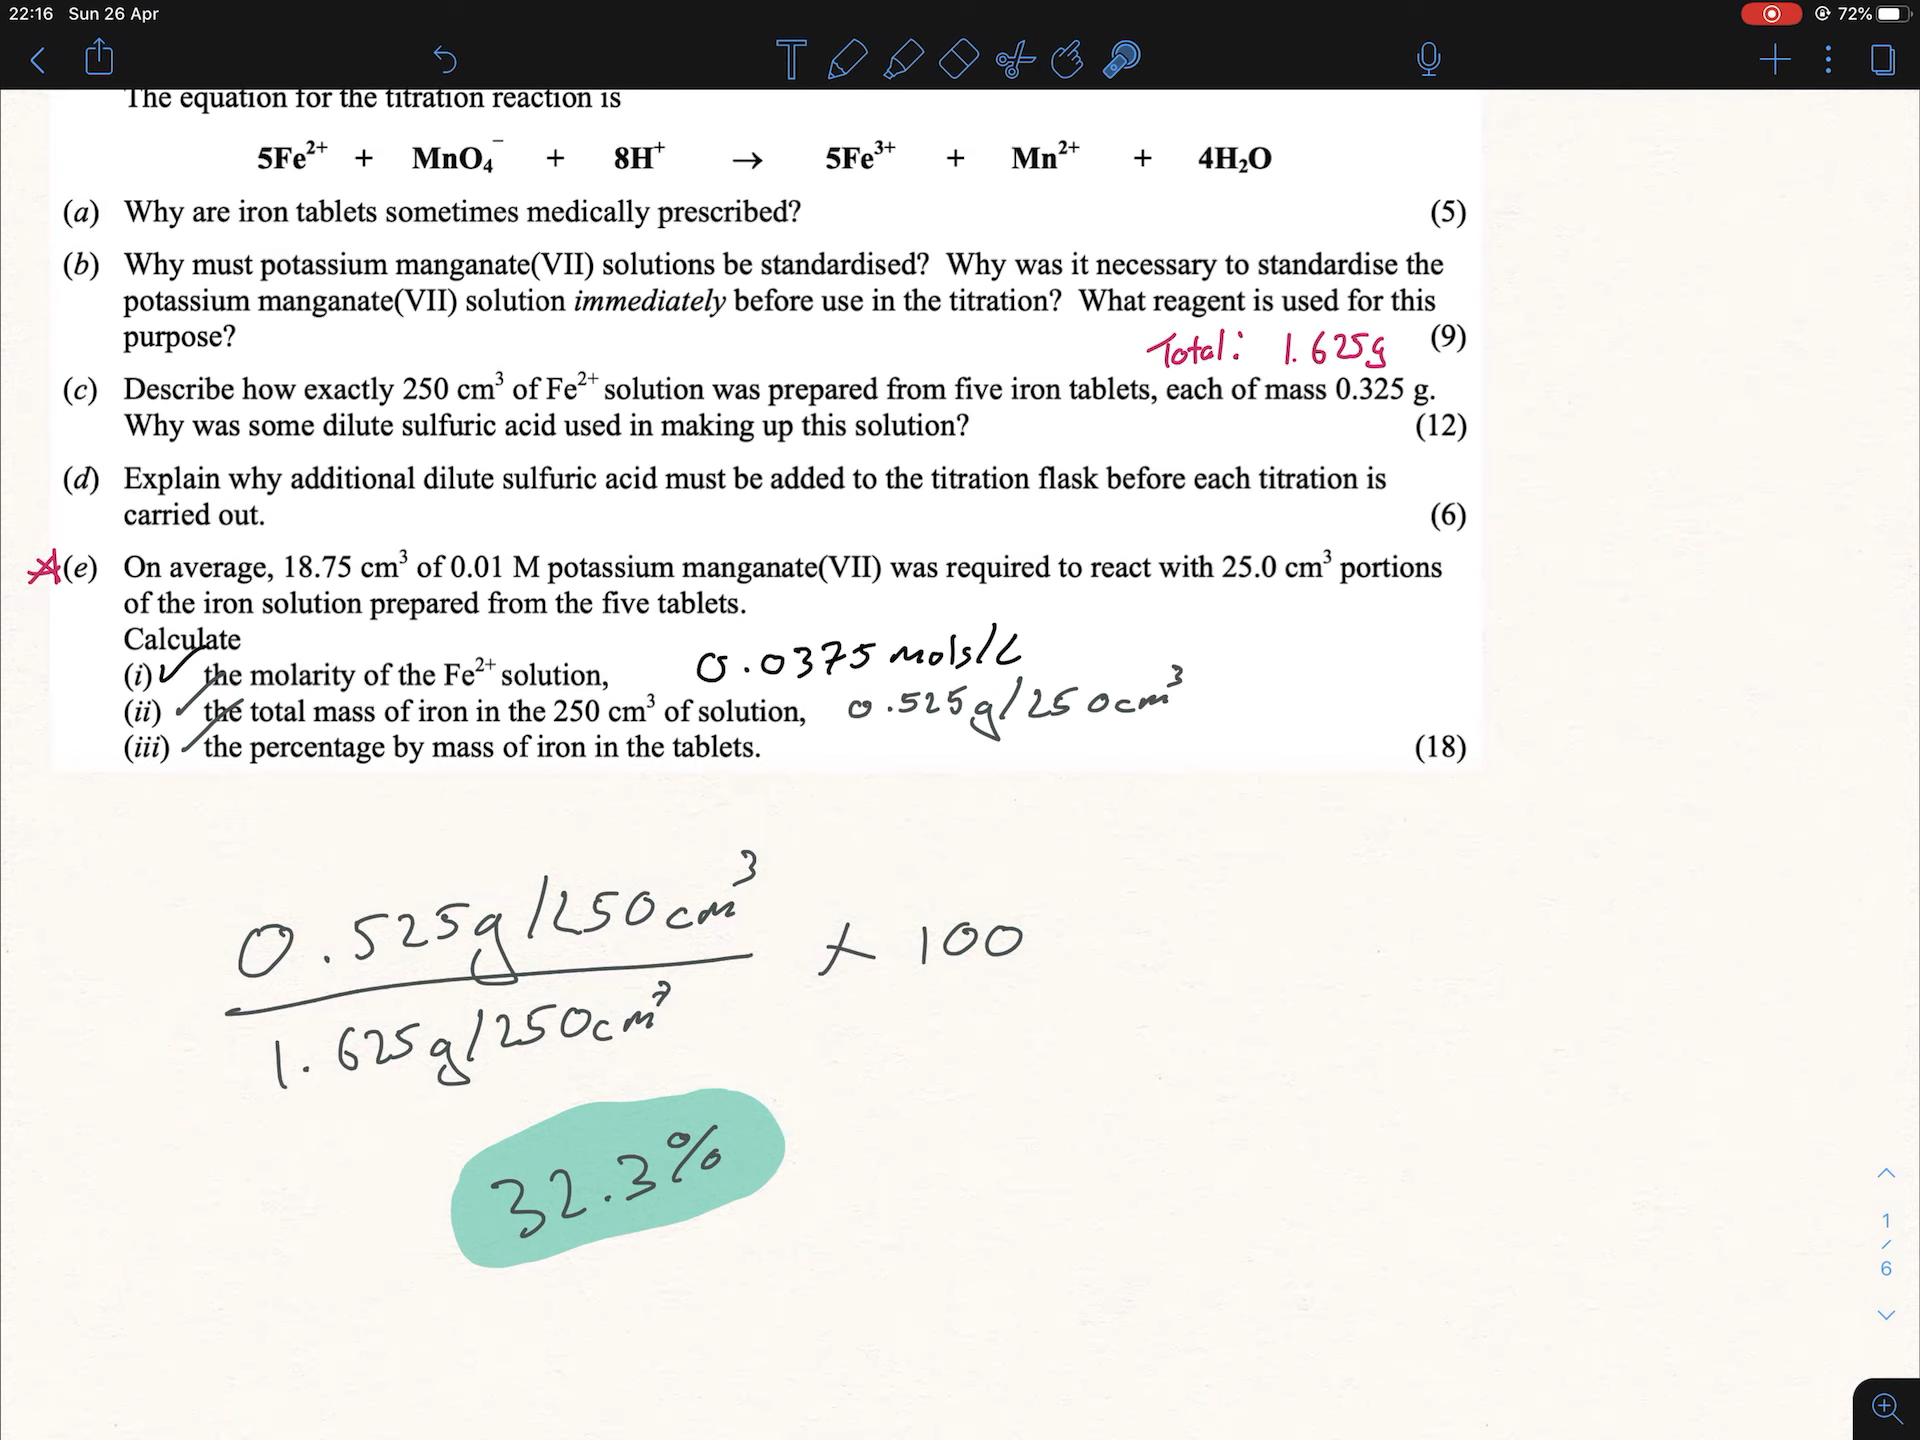 22:16 Sun 26 Apr
72%
The equation for the titration reaction is
5Fe²⁺ + MnO₄⁻ + 8H⁺ → 5Fe³⁺ + Mn²⁺ + 4H₂O
(a) Why are iron tablets sometimes medically prescribed? (5)
(b) Why must potassium manganate(VII) solutions be standardised? Why was it necessary to standardise the
potassium manganate(VII) solution immediately before use in the titration? What reagent is used for this
purpose? (9)
Total: 1.625g
(c) Describe how exactly 250 cm³ of Fe²⁺ solution was prepared from five iron tablets, each of mass 0.325 g.
Why was some dilute sulfuric acid used in making up this solution? (12)
(d) Explain why additional dilute sulfuric acid must be added to the titration flask before each titration is
carried out. (6)
(e) On average, 18.75 cm³ of 0.01 M potassium manganate(VII) was required to react with 25.0 cm³ portions
of the iron solution prepared from the five tablets.
Calculate
(i) the molarity of the Fe²⁺ solution, 0.0375 mols/L
(ii) the total mass of iron in the 250 cm³ of solution, 0.525g/250cm³
(iii) the percentage by mass of iron in the tablets. (18)
0.525g/250cm³
× 100
1.625g/250cm³
32.3%
1
/
6